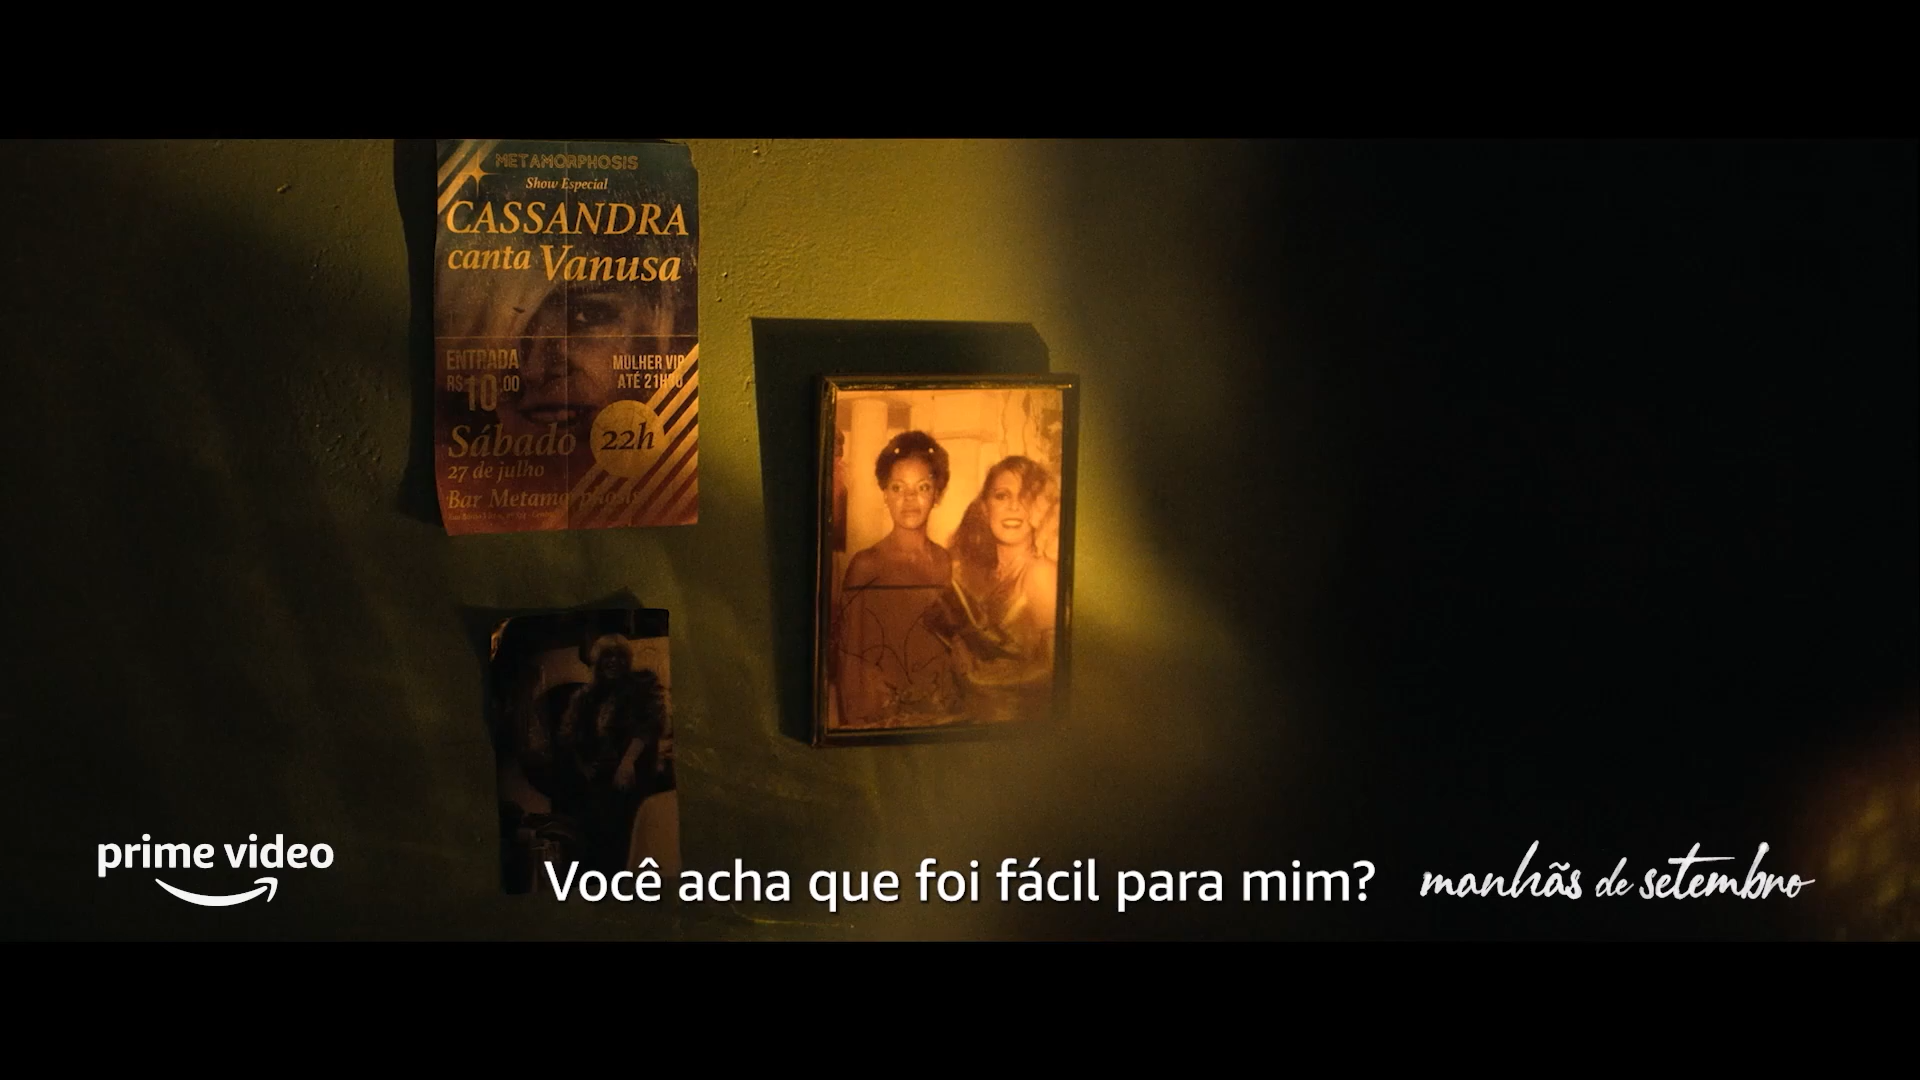 METAMORPHOSIS
Show Especial
CASSANDRA
canta Vanusa
ENTRADA
R$10,00
MULHER VIP
ATÉ 21H30
Sábado
22h
27 de julho
Bar Metamorphosis
prime video
Você acha que foi fácil para mim?
manhãs de setembro